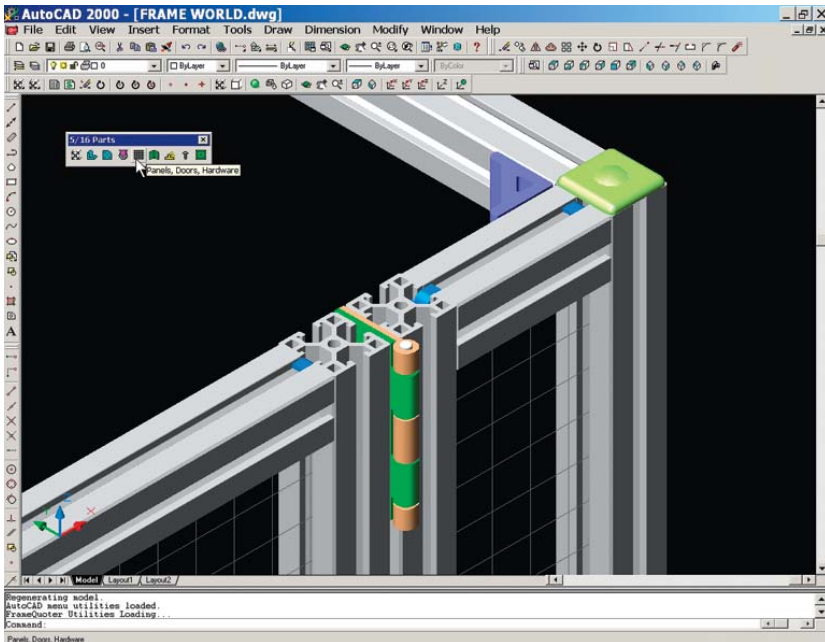 AutoCAD 2000 - [FRAME WORLD.dwg]
File Edit View Insert Format Tools Draw Dimension Modify Window Help
0 ByLayer ByLayer ByLayer ByColor
5/16 Parts
Panels, Doors, Hardware
Model Layout1 Layout2
Regenerating model.
AutoCAD menu utilities loaded.
FrameQuoter Utilities Loading...
Command:
Panels, Doors, Hardware